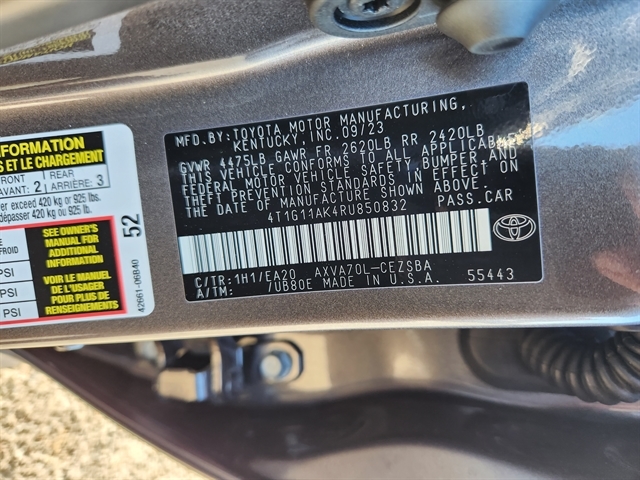 INFORMATION
ET LE CHARGEMENT
FRONT
AVANT: 2
REAR
ARRIÈRE: 3
exceed 420 kg or 925 lbs.
dépasser 420 kg ou 925 lb.
SEE OWNER'S
MANUAL FOR
ADDITIONAL
INFORMATION
VOIR LE MANUEL
DE L'USAGER
POUR PLUS DE
RENSEIGNEMENTS
PSI
PSI
PSI
52
42661-06B40
MFD.BY: TOYOTA MOTOR MANUFACTURING,
KENTUCKY, INC. 09/23
GVWR 4475LB GAWR FR 2620LB RR 2420LB
THIS VEHICLE CONFORMS TO ALL APPLICABLE
FEDERAL MOTOR VEHICLE SAFETY, BUMPER, AND
THEFT PREVENTION STANDARDS IN EFFECT ON
THE DATE OF MANUFACTURE SHOWN ABOVE.
4T1G11AK4RU850832 PASS.CAR
C/TR: 1H1/EA20 AXVA70L-CEZSBA
A/TM: 7UB80E MADE IN U.S.A. 55443